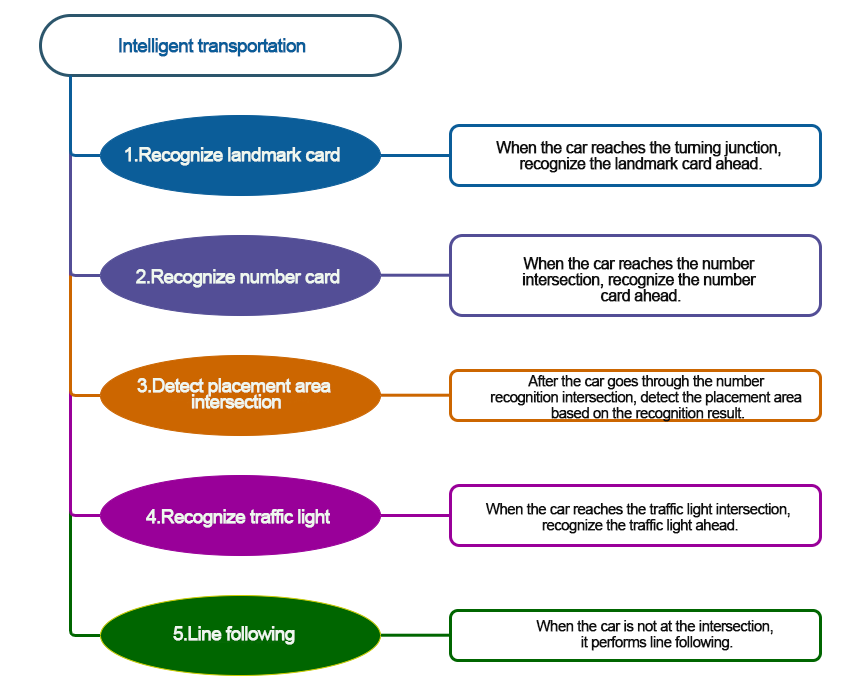 Intelligent transportation
1.Recognize landmark card
When the car reaches the turning junction,
recognize the landmark card ahead.
2.Recognize number card
When the car reaches the number
intersection, recognize the number
card ahead.
3.Detect placement area
intersection
After the car goes through the number
recognition intersection, detect the placement area
based on the recognition result.
4.Recognize traffic light
When the car reaches the traffic light intersection,
recognize the traffic light ahead.
5.Line following
When the car is not at the intersection,
it performs line following.